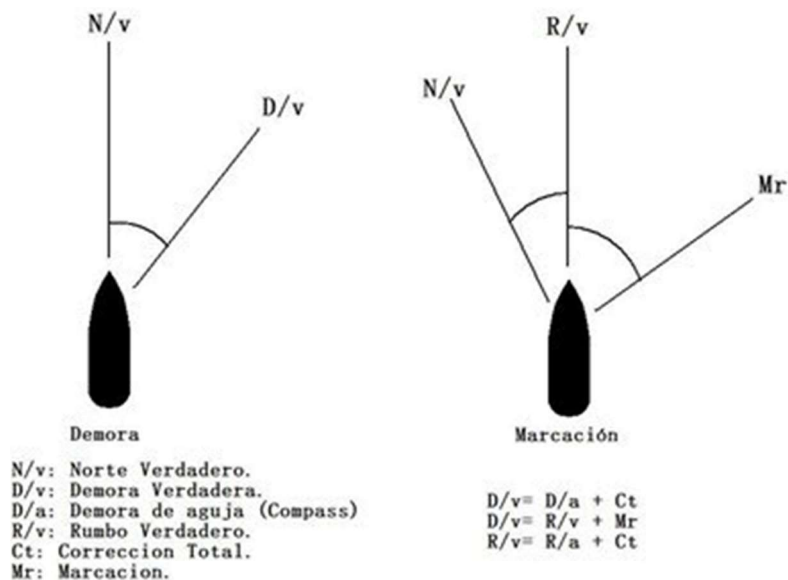 N/v
D/v
Demora
N/v: Norte Verdadero.
D/v: Demora Verdadera.
D/a: Demora de aguja (Compass)
R/v: Rumbo Verdadero.
Ct: Correccion Total.
Mr: Marcacion.
R/v
N/v
Mr
Marcación
D/v= D/a + Ct
D/v= R/v + Mr
R/v= R/a + Ct